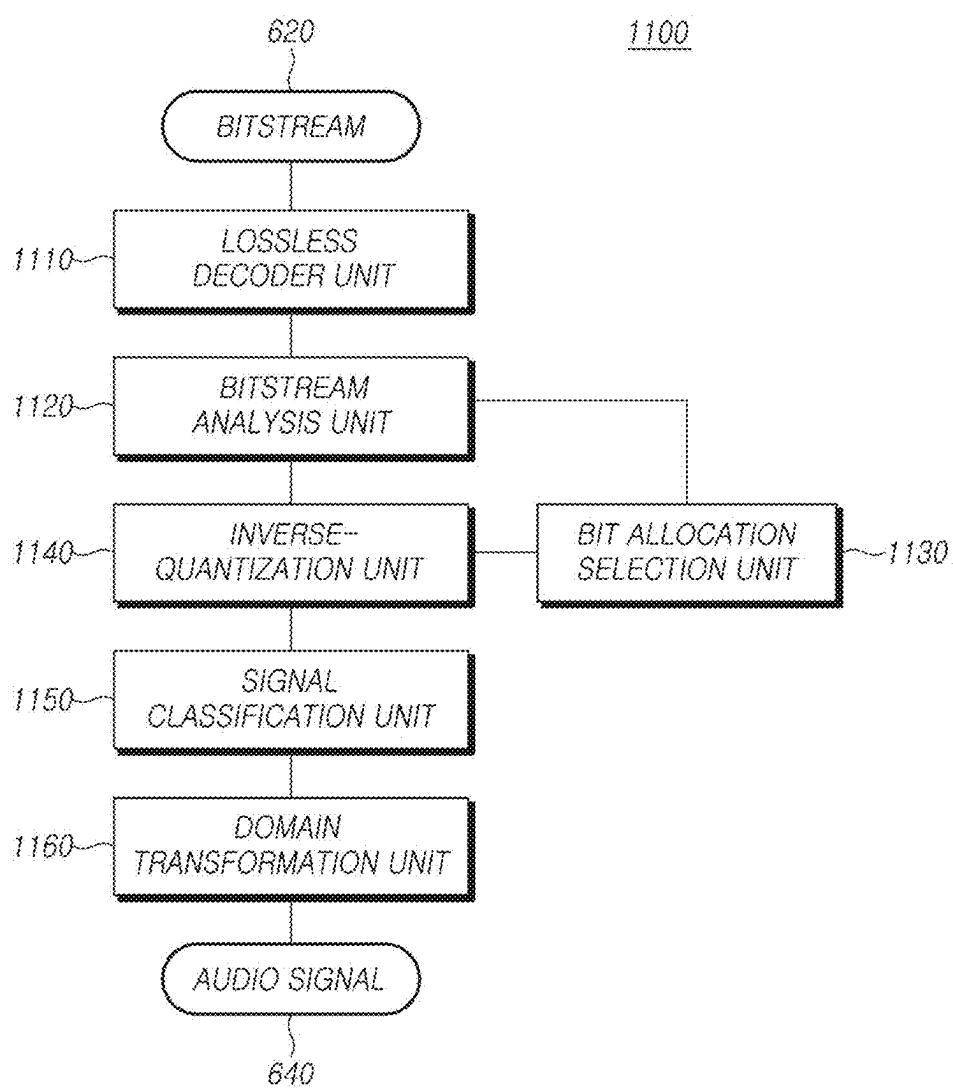 620
1100
BITSTREAM
LOSSLESS
DECODER UNIT
1110
BITSTREAM
ANALYSIS UNIT
1120
INVERSE-
QUANTIZATION UNIT
1140
BIT ALLOCATION
SELECTION UNIT
1130
SIGNAL
CLASSIFICATION UNIT
1150
DOMAIN
TRANSFORMATION UNIT
1160
AUDIO SIGNAL
640